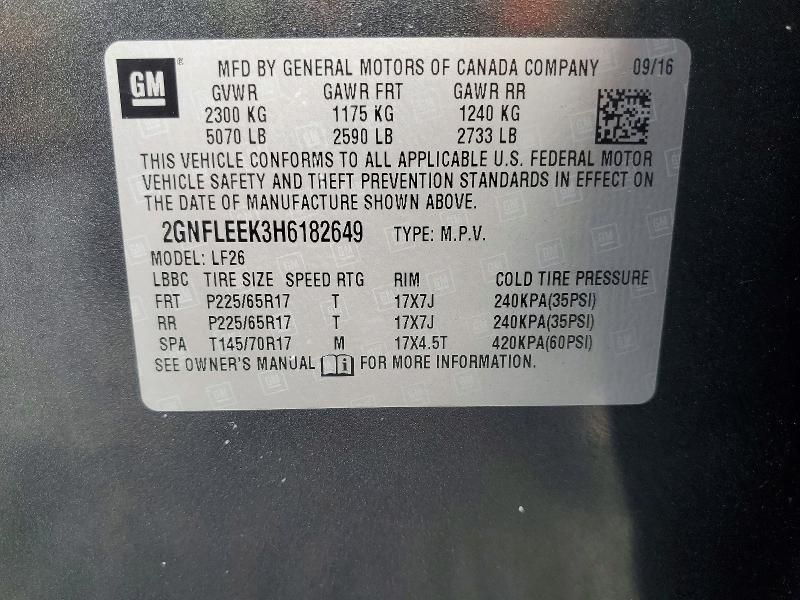 GM ® MFD BY GENERAL MOTORS OF CANADA COMPANY 09/16
GVWR GAWR FRT GAWR RR
2300 KG 1175 KG 1240 KG
5070 LB 2590 LB 2733 LB
THIS VEHICLE CONFORMS TO ALL APPLICABLE U.S. FEDERAL MOTOR
VEHICLE SAFETY AND THEFT PREVENTION STANDARDS IN EFFECT ON
THE DATE OF MANUFACTURE SHOWN ABOVE.
2GNFLEEK3H6182649 TYPE: M.P.V.
MODEL: LF26
LBBC TIRE SIZE SPEED RTG RIM COLD TIRE PRESSURE
FRT P225/65R17 T 17X7J 240KPA(35PSI)
RR P225/65R17 T 17X7J 240KPA(35PSI)
SPA T145/70R17 M 17X4.5T 420KPA(60PSI)
SEE OWNER'S MANUAL i FOR MORE INFORMATION.